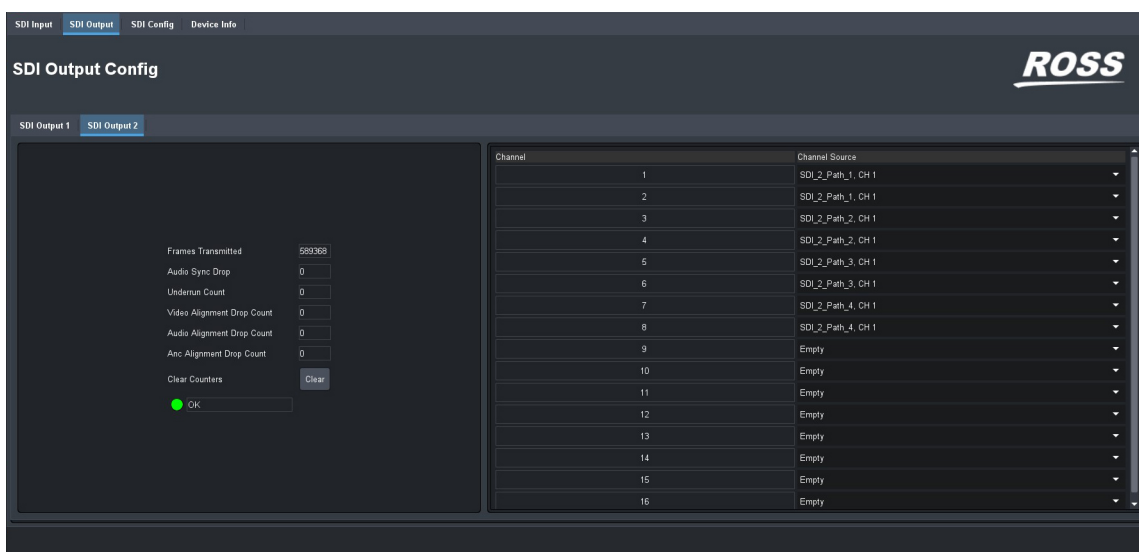 SDI Input SDI Output SDI Config Device Info
SDI Output Config
ROSS
SDI Output 1 SDI Output 2
Frames Transmitted 589368
Audio Sync Drop 0
Underrun Count 0
Video Alignment Drop Count 0
Audio Alignment Drop Count 0
Anc Alignment Drop Count 0
Clear Counters Clear
OK
Channel Channel Source
1 SDI_2_Path_1, CH 1
2 SDI_2_Path_1, CH 1
3 SDI_2_Path_2, CH 1
4 SDI_2_Path_2, CH 1
5 SDI_2_Path_3, CH 1
6 SDI_2_Path_3, CH 1
7 SDI_2_Path_4, CH 1
8 SDI_2_Path_4, CH 1
9 Empty
10 Empty
11 Empty
12 Empty
13 Empty
14 Empty
15 Empty
16 Empty